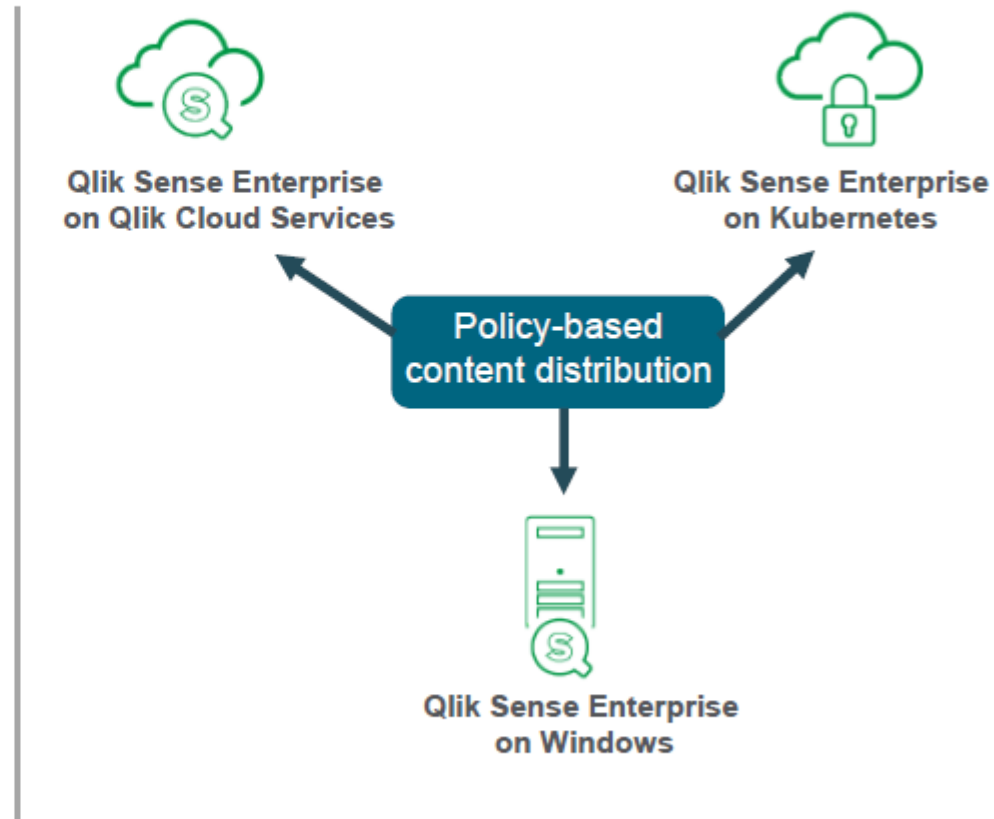 S
Qlik Sense Enterprise
on Qlik Cloud Services
Qlik Sense Enterprise
on Kubernetes
Policy-based
content distribution
S
Qlik Sense Enterprise
on Windows